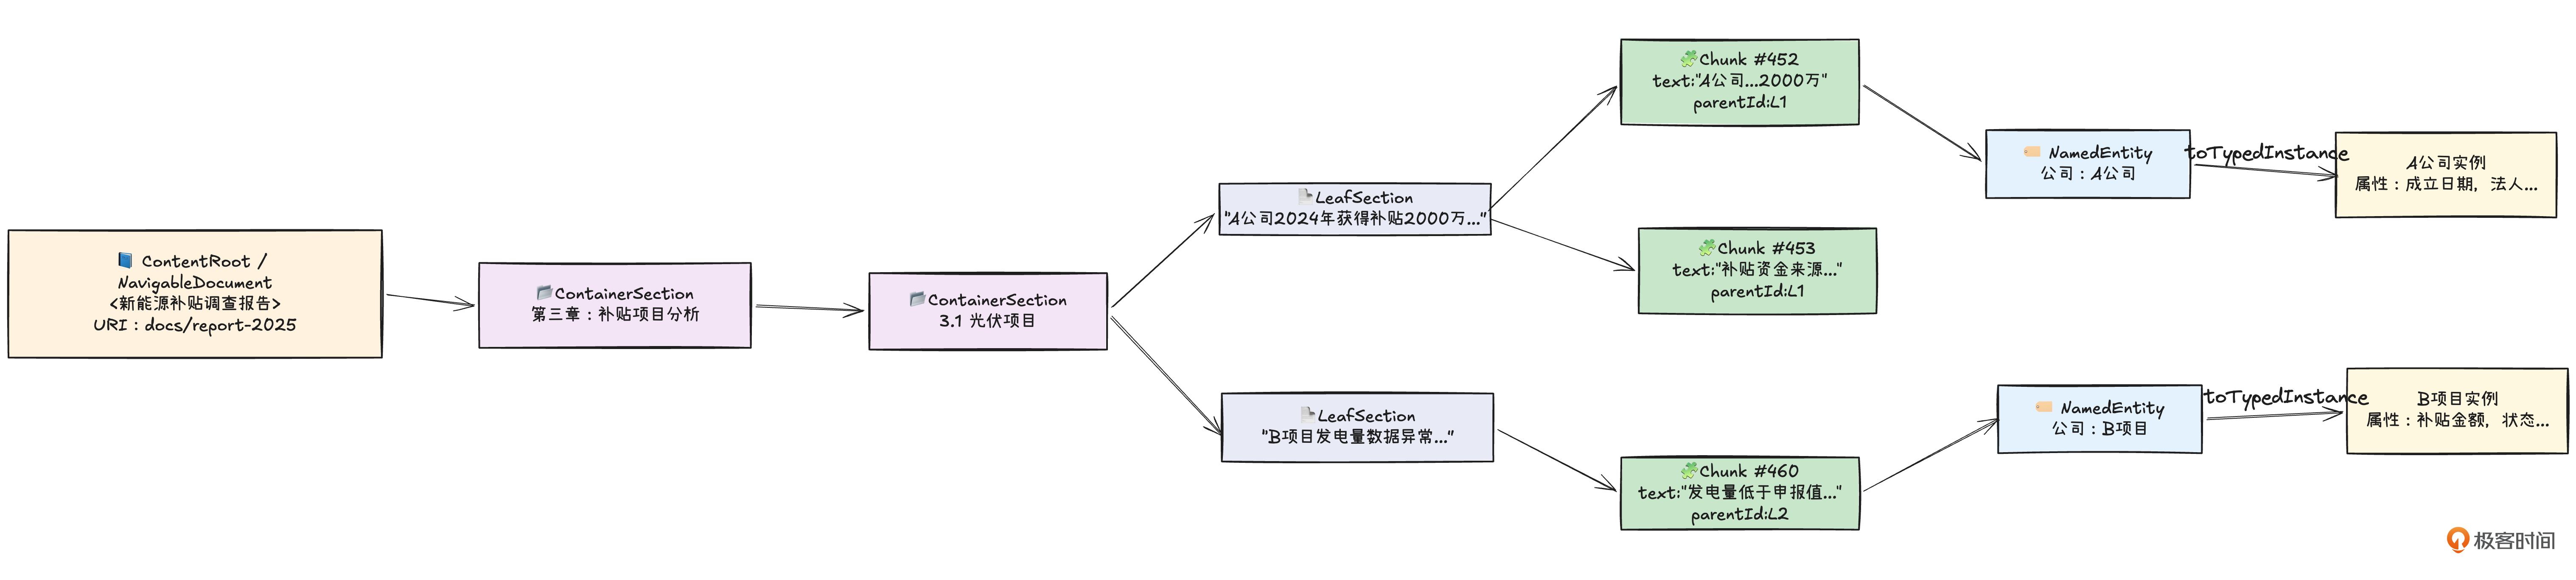 ContentRoot /
NavigableDocument
<新能源补贴调查报告>
URI：docs/report-2025
ContainerSection
第三章：补贴项目分析
ContainerSection
3.1 光伏项目
LeafSection
"A公司2024年获得补贴2000万..."
LeafSection
"B项目发电量数据异常..."
Chunk #452
text:"A公司...2000万"
parentId:L1
Chunk #453
text:"补贴资金来源..."
parentId:L1
Chunk #460
text:"发电量低于申报值..."
parentId:L2
NamedEntity
公司：A公司
toTypedInstance
A公司实例
属性：成立日期，法人...
NamedEntity
公司：B项目
toTypedInstance
B项目实例
属性：补贴金额，状态...
极客时间